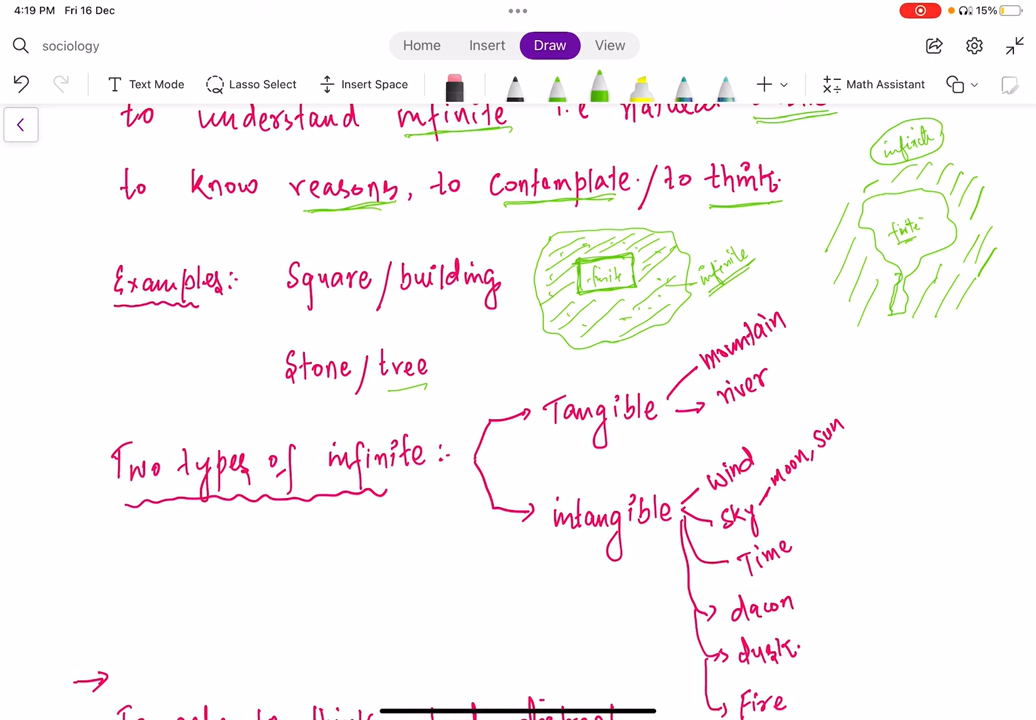 4:19 PM Fri 16 Dec
15%
sociology
Home Insert Draw View
Text Mode Lasso Select Insert Space Math Assistant
to understand infinite i.e natural
to know reasons, to contemplate / to think.
infinite
finite
Examples:- Square/building
finite
infinite
Stone/tree
Two types of infinite:-
Tangible
mountain
river
intangible
wind
sky
moon, sun
Time
dacon
dusk.
Fire